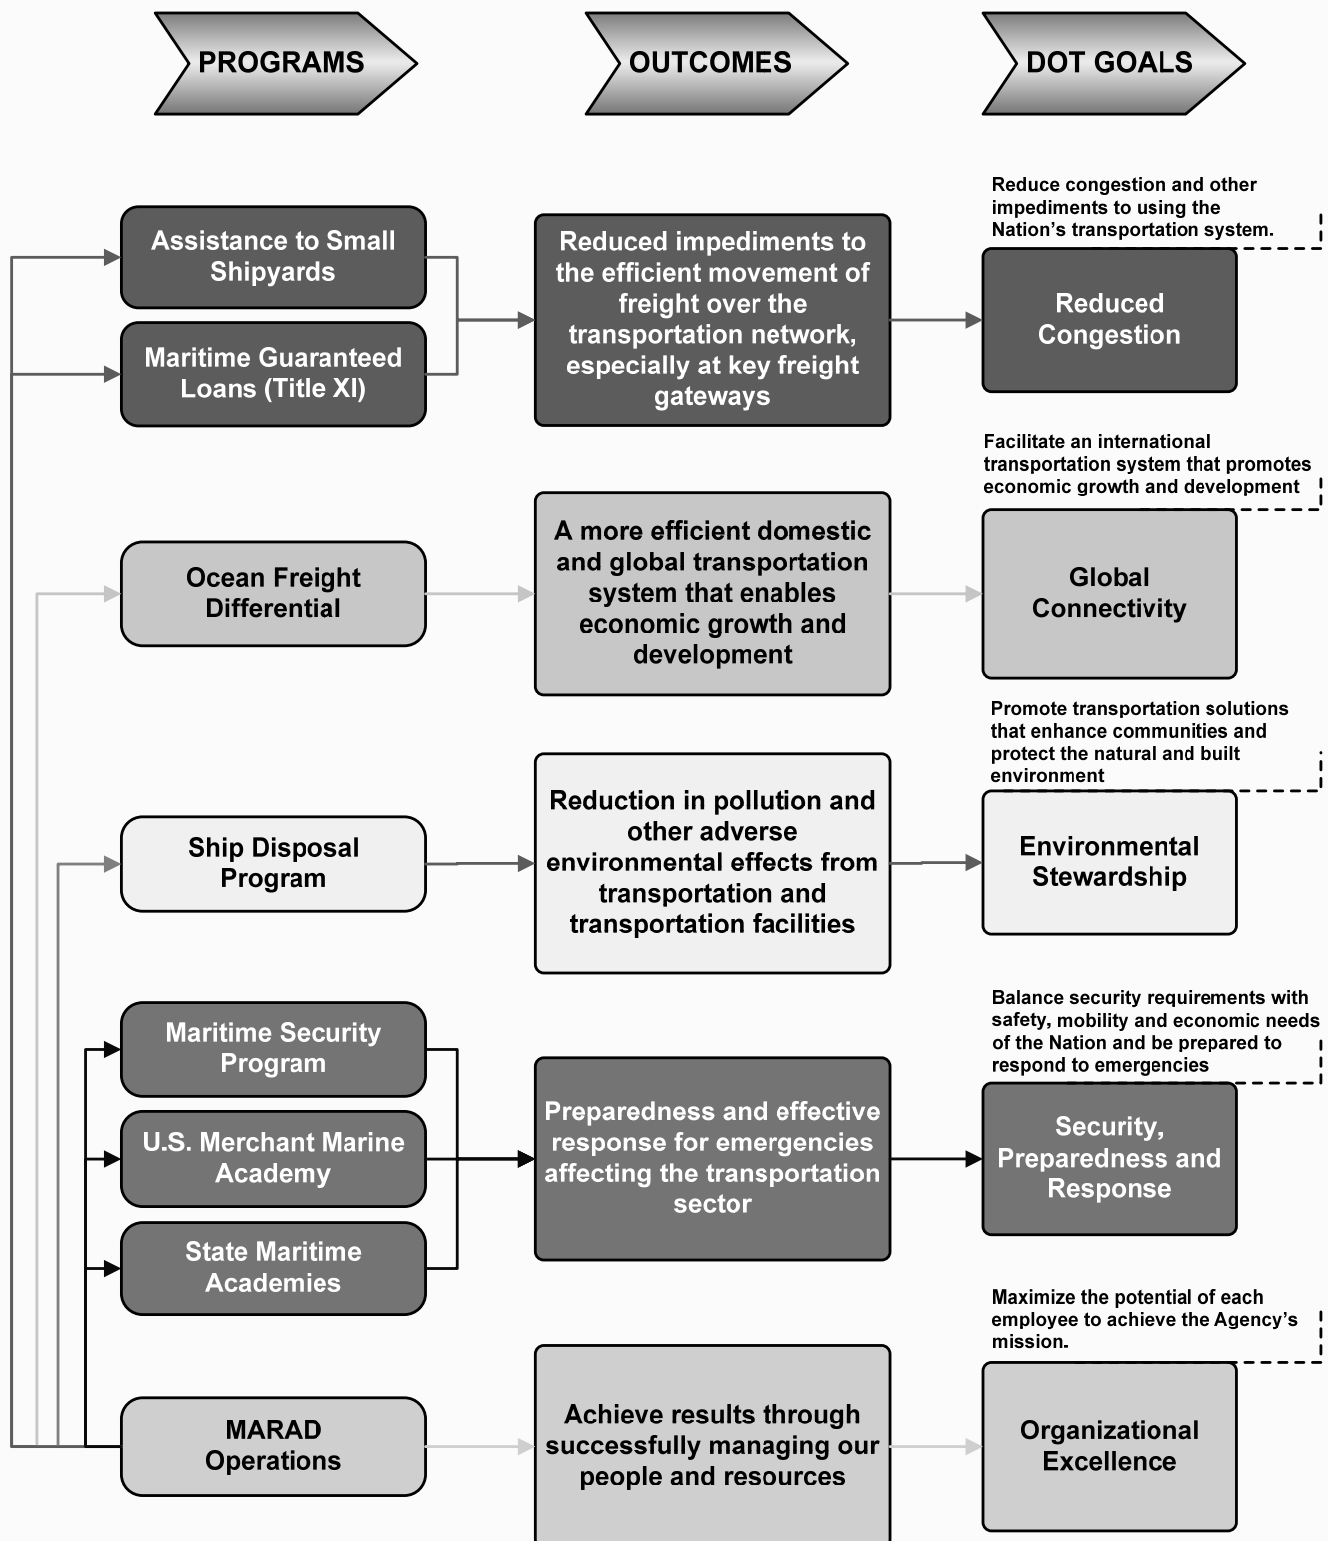 PROGRAMS
OUTCOMES
DOT GOALS
Assistance to Small
Shipyards
Maritime Guaranteed
Loans (Title XI)
Reduced impediments to
the efficient movement of
freight over the
transportation network,
especially at key freight
gateways
Reduce congestion and other
impediments to using the
Nation’s transportation system.
Reduced
Congestion
Ocean Freight
Differential
A more efficient domestic
and global transportation
system that enables
economic growth and
development
Facilitate an international
transportation system that promotes
economic growth and development
Global
Connectivity
Ship Disposal
Program
Reduction in pollution and
other adverse
environmental effects from
transportation and
transportation facilities
Promote transportation solutions
that enhance communities and
protect the natural and built
environment
Environmental
Stewardship
Maritime Security
Program
U.S. Merchant Marine
Academy
State Maritime
Academies
Preparedness and effective
response for emergencies
affecting the transportation
sector
Balance security requirements with
safety, mobility and economic needs
of the Nation and be prepared to
respond to emergencies
Security,
Preparedness and
Response
MARAD
Operations
Achieve results through
successfully managing our
people and resources
Maximize the potential of each
employee to achieve the Agency’s
mission.
Organizational
Excellence